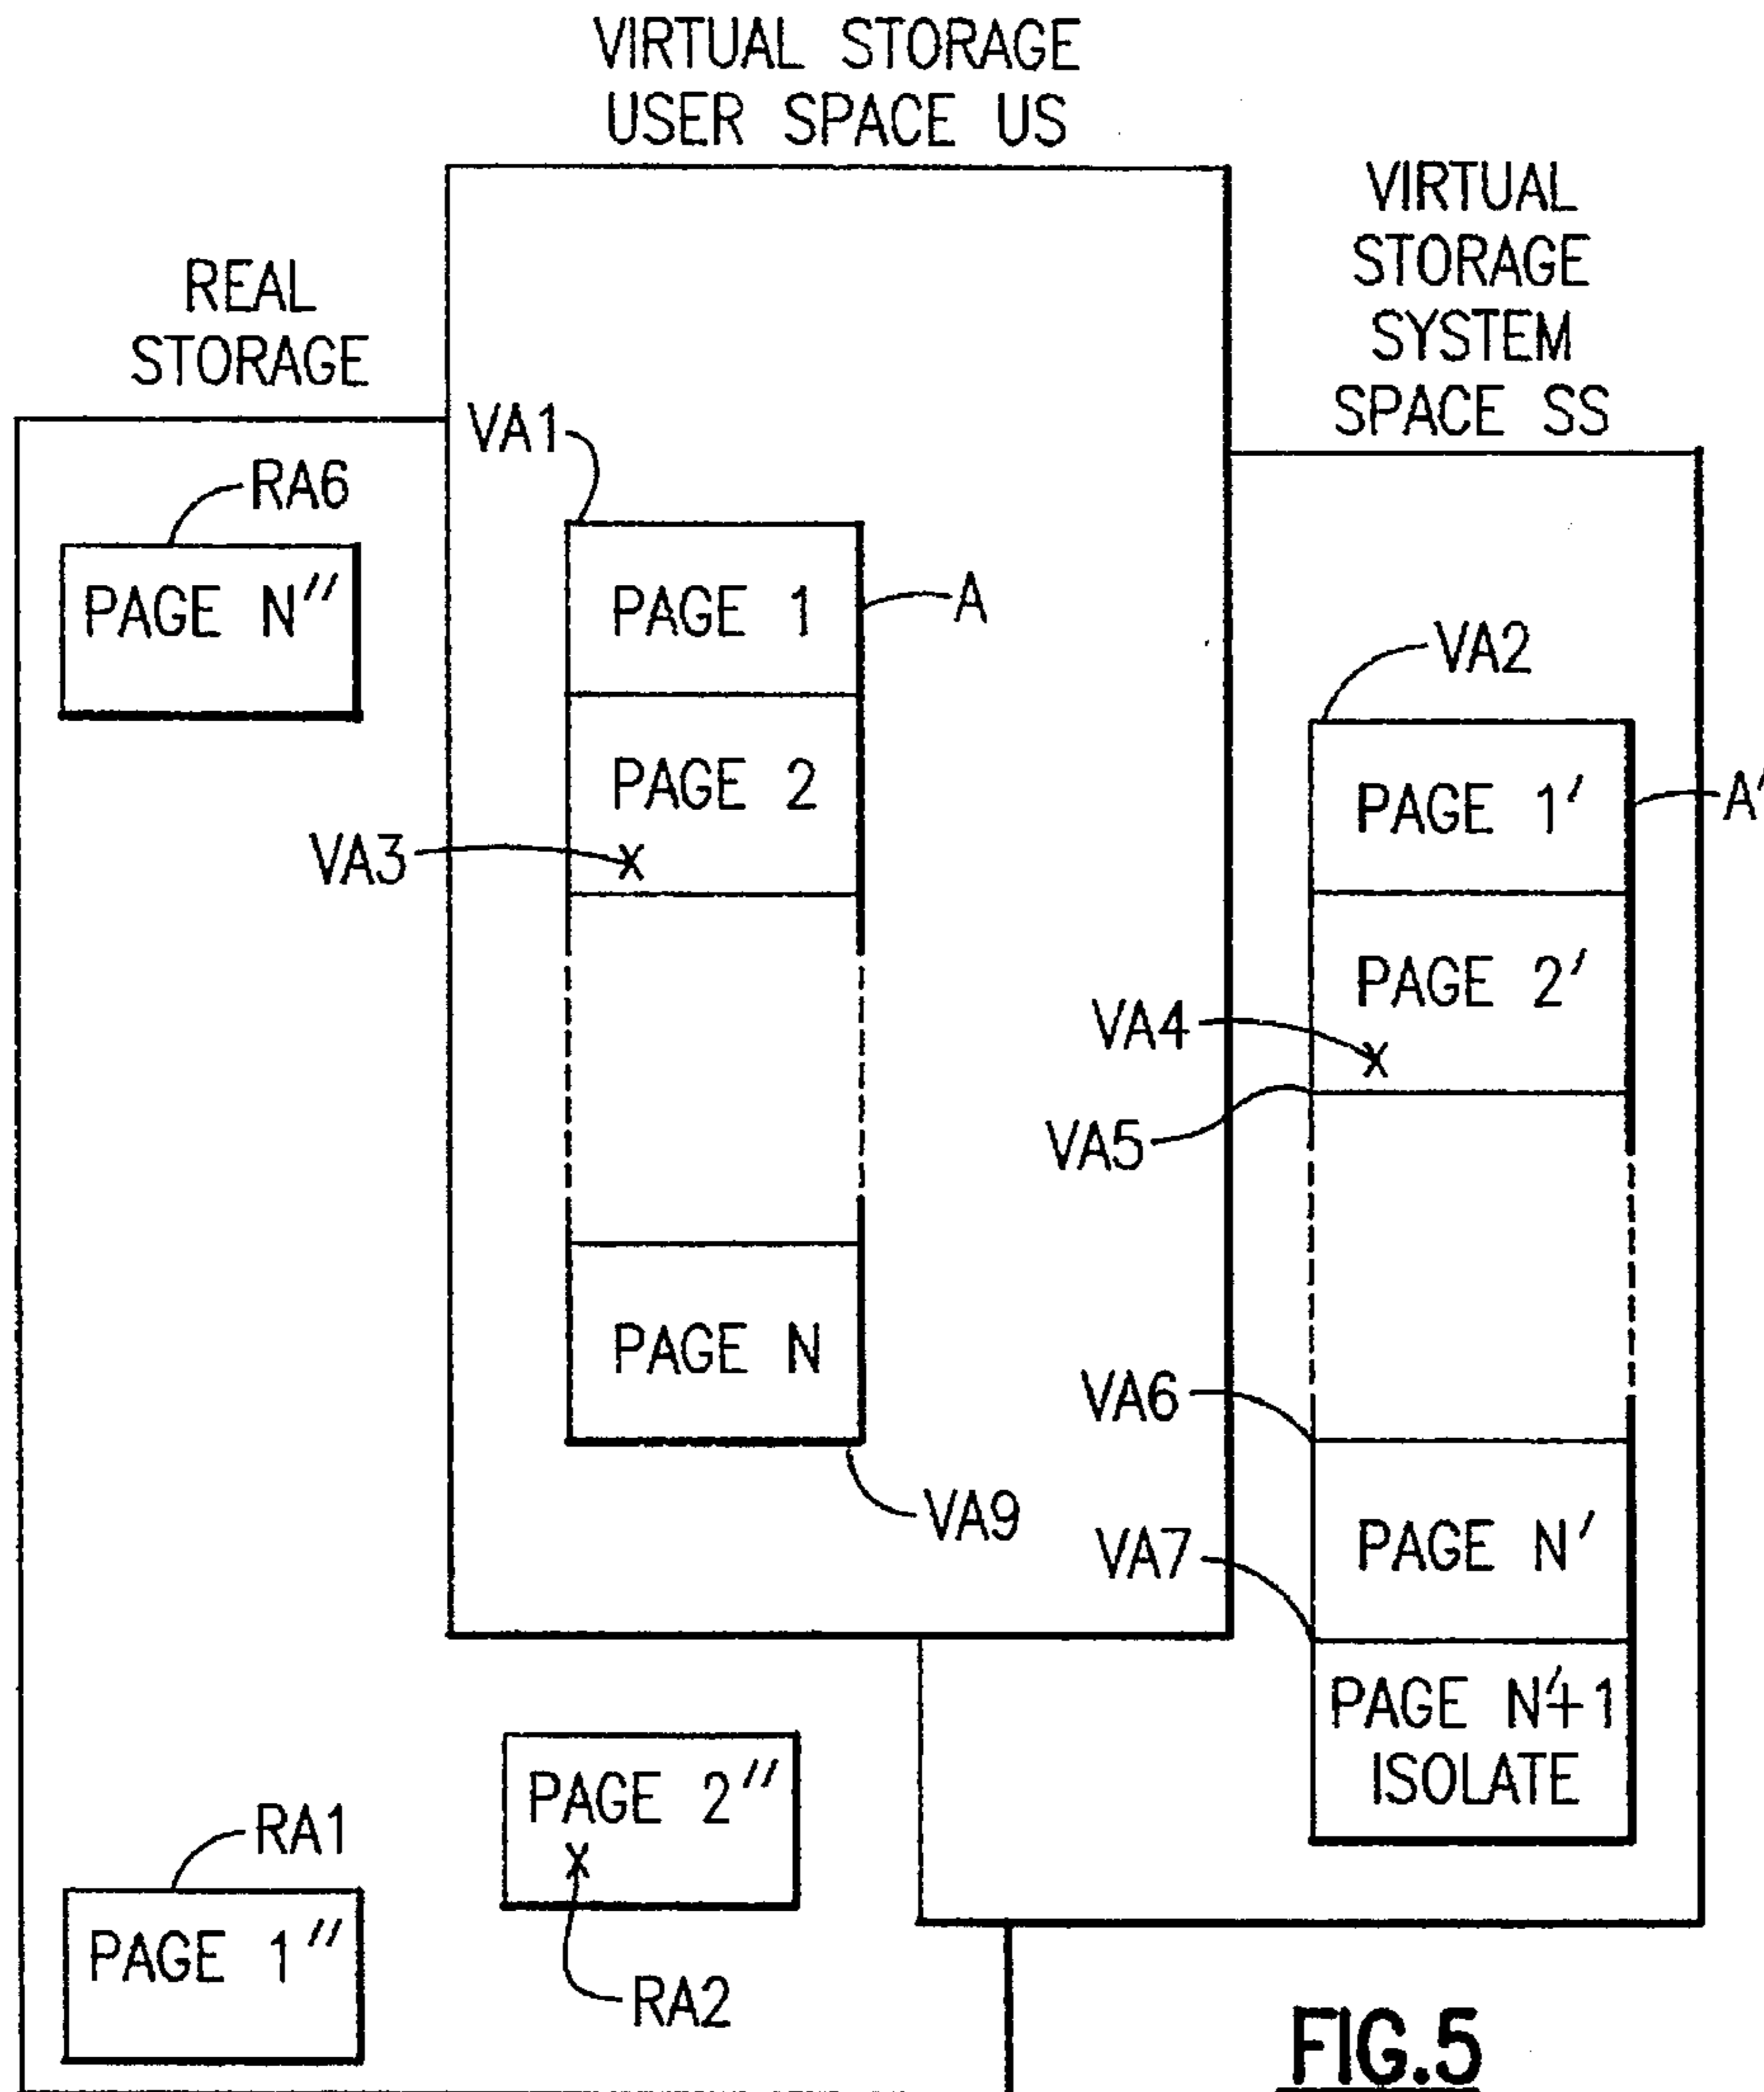 VIRTUAL STORAGE
USER SPACE US
VIRTUAL
STORAGE
SYSTEM
SPACE SS
REAL
STORAGE
VA1
RA6
PAGE N"
PAGE 1
A
VA2
PAGE 2
VA3
X
PAGE 1'
A'
PAGE 2'
VA4
X
VA5
PAGE N
VA6
VA9
PAGE N'
VA7
PAGE N'+1
ISOLATE
PAGE 2"
X
RA1
PAGE 1"
RA2
FIG.5